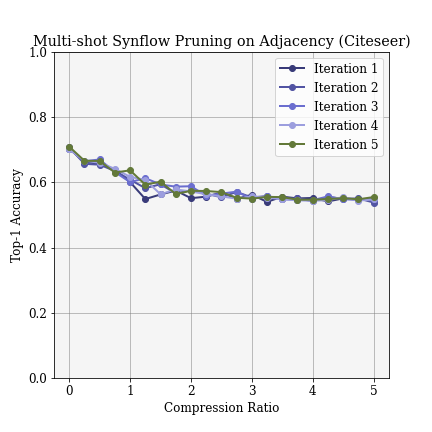 Multi-shot Synflow Pruning on Adjacency (Citeseer)
1.0
0.8
0.6
0.4
0.2
0.0
Top-1 Accuracy
Iteration 1
Iteration 2
Iteration 3
Iteration 4
Iteration 5
0 1 2 3 4 5
Compression Ratio